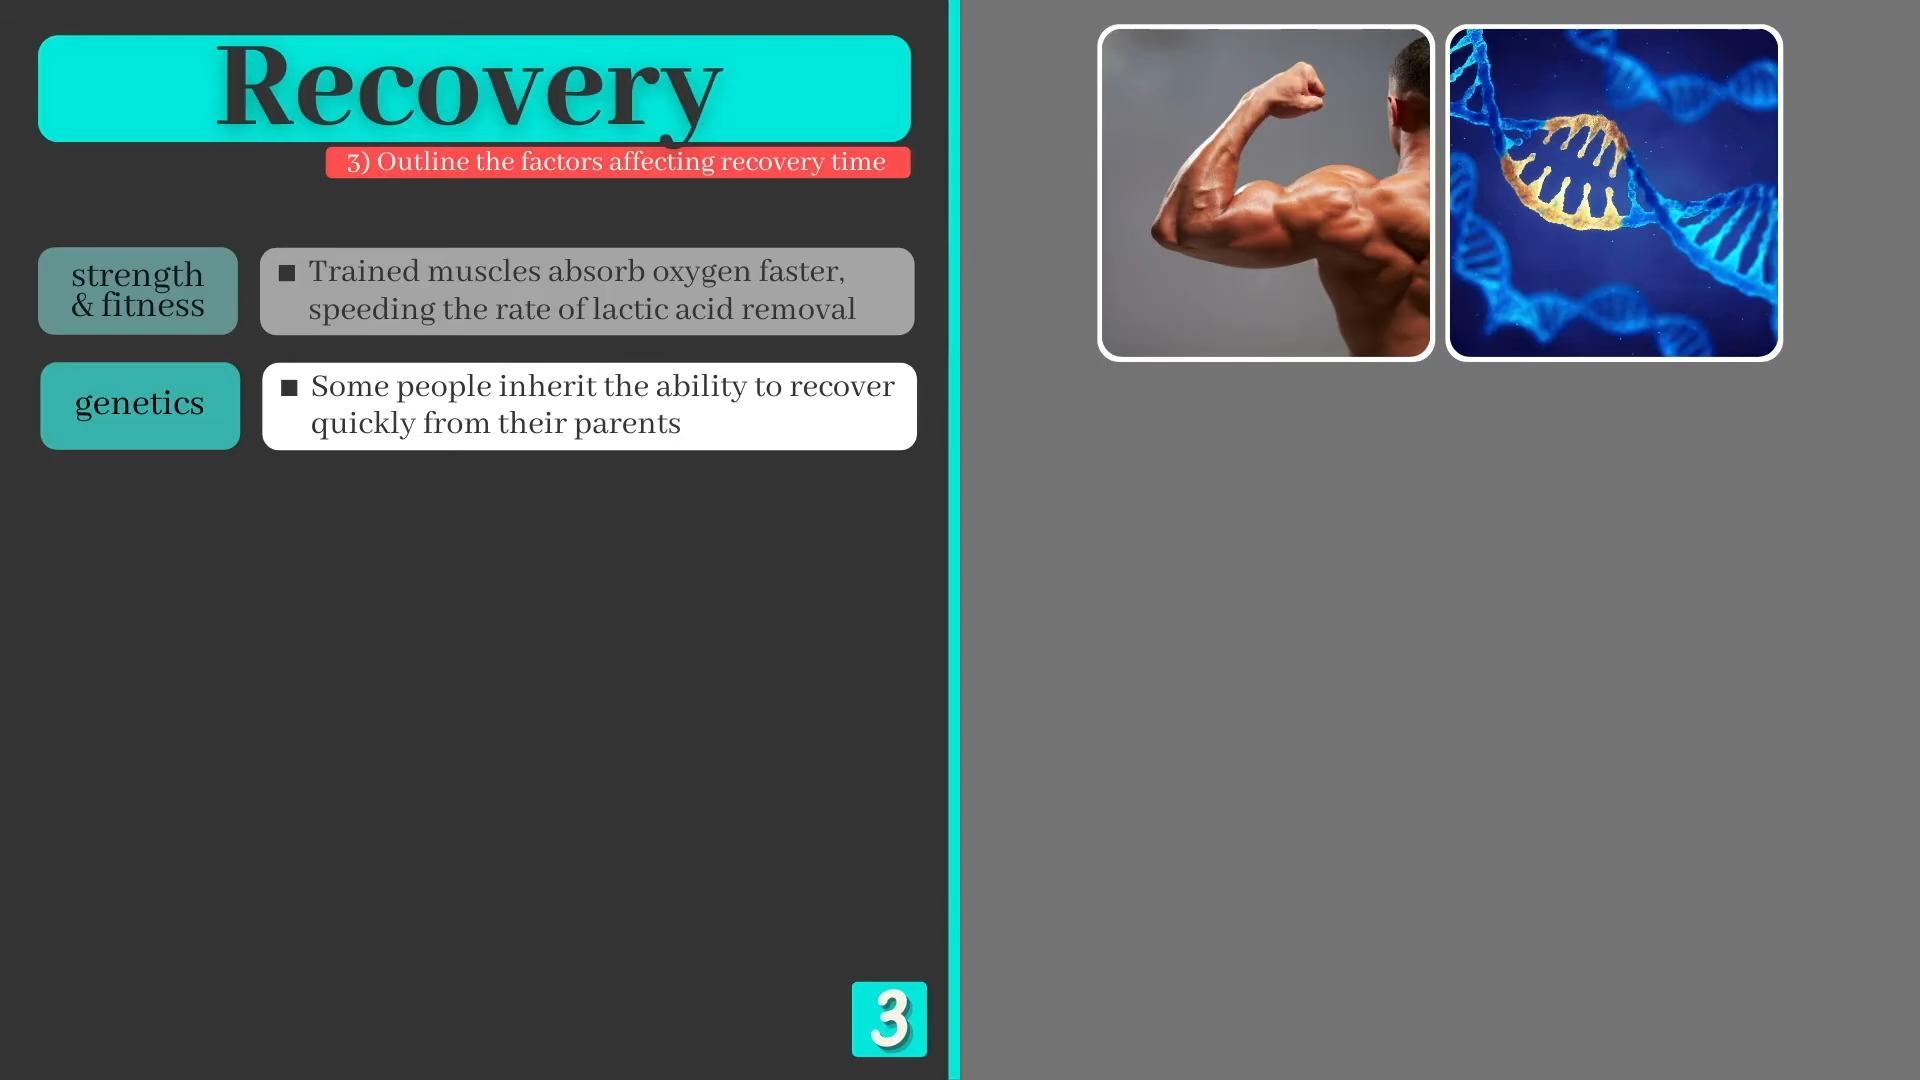 Recovery
3) Outline the factors affecting recovery time
strength
& fitness
■ Trained muscles absorb oxygen faster,
speeding the rate of lactic acid removal
genetics
■ Some people inherit the ability to recover
quickly from their parents
3